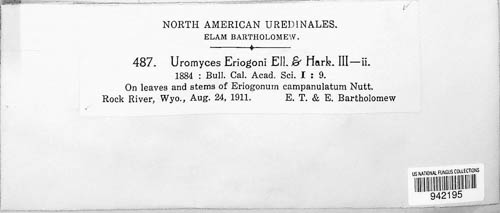 NORTH AMERICAN UREDINALES.
ELAM BARTHOLOMEW.
487. Uromyces Eriogoni Ell. & Hark. III—ii.
1884 : Bull. Cal. Acad. Sci. I : 9.
On leaves and stems of Eriogonum campanulatum Nutt.
Rock River, Wyo., Aug. 24, 1911. E. T. & E. Bartholomew
US NATIONAL FUNGUS COLLECTIONS
942195